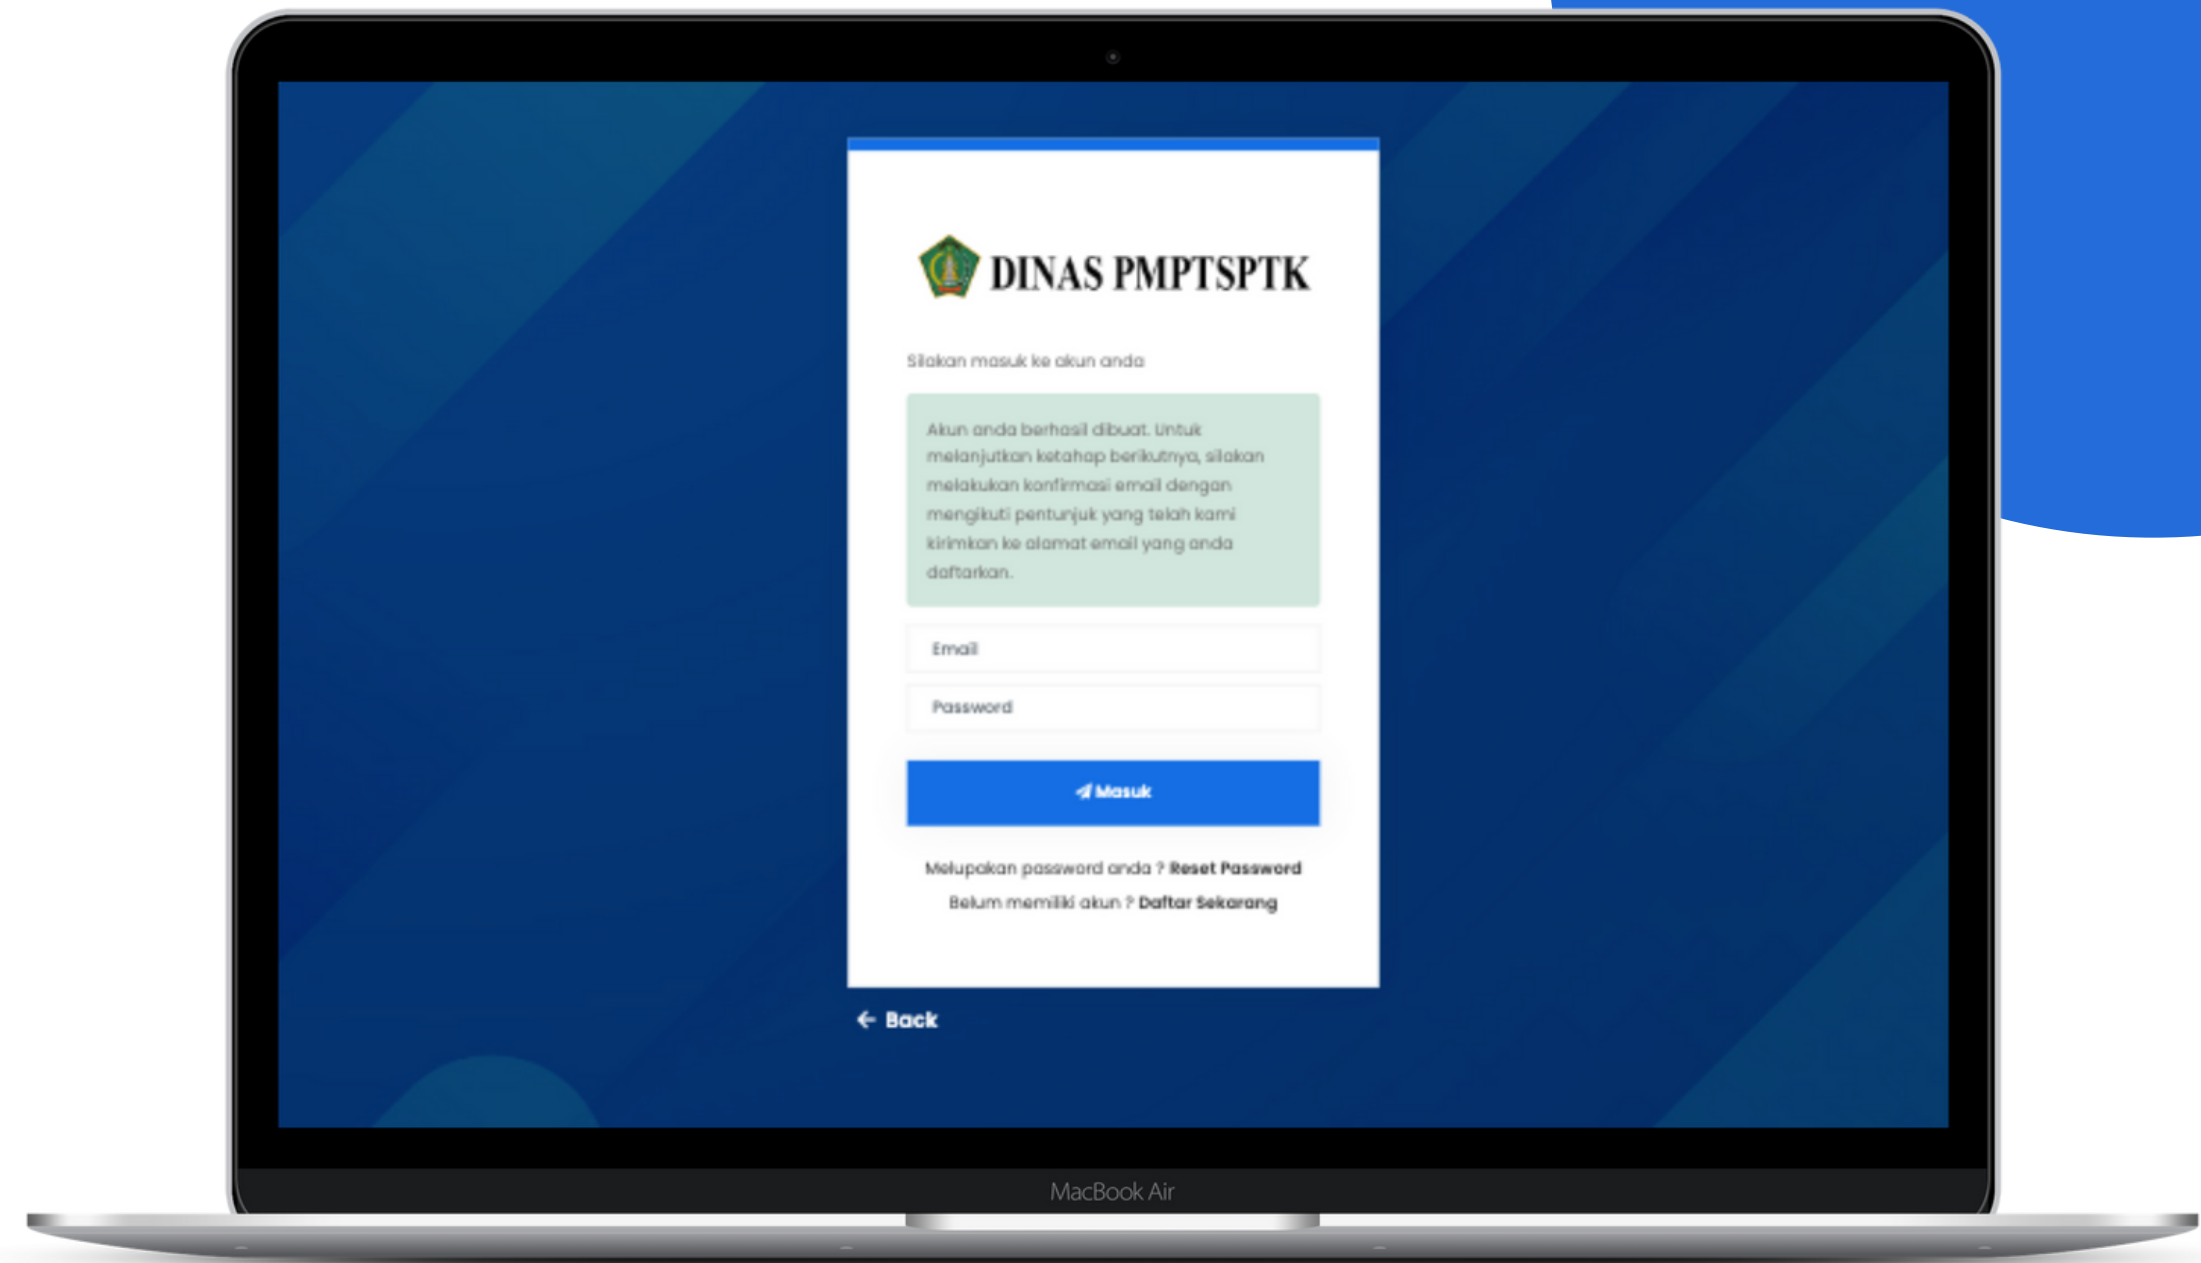 DINAS PMPTSPTK
Silakan masuk ke akun anda
Akun anda berhasil dibuat. Untuk
melanjutkan ketahap berikutnya, silakan
melakukan konfirmasi email dengan
mengikuti pentunjuk yang telah kami
kirimkan ke alamat email yang anda
daftarkan.
Email
Password
Masuk
Melupakan password anda ? Reset Password
Belum memiliki akun ? Daftar Sekarang
← Back
MacBook Air